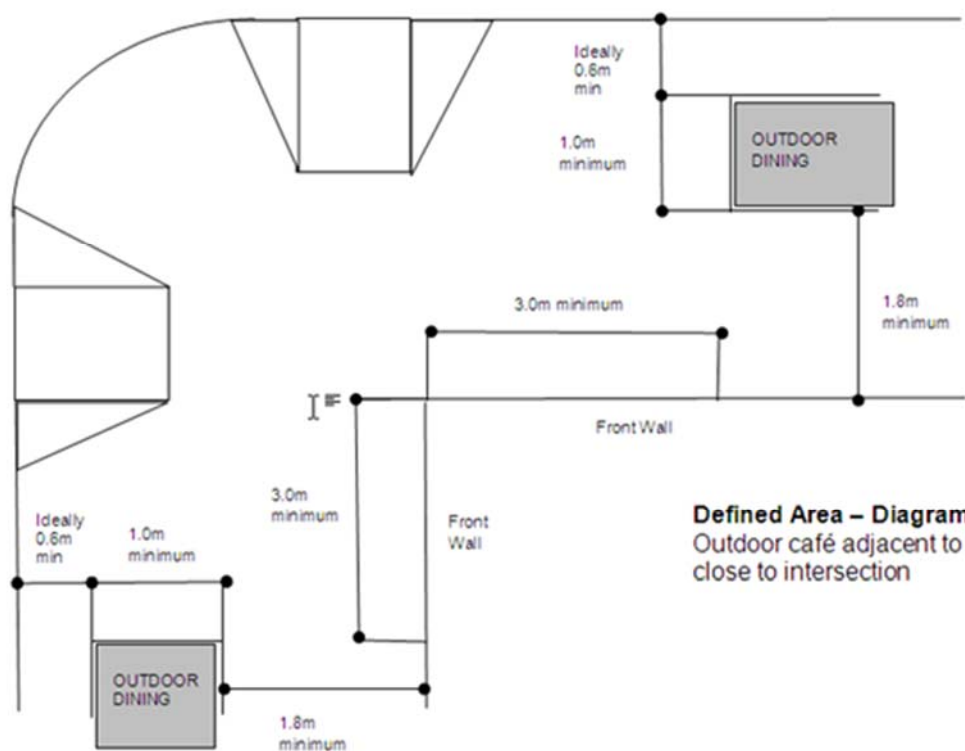 Ideally
0.6m
min
1.0m
minimum
OUTDOOR
DINING
3.0m minimum
1.8m
minimum
Front Wall
3.0m
minimum
Front
Wall
Ideally
0.6m
min
1.0m
minimum
Defined Area – Diagram
Outdoor café adjacent to
close to intersection
OUTDOOR
DINING
1.8m
minimum